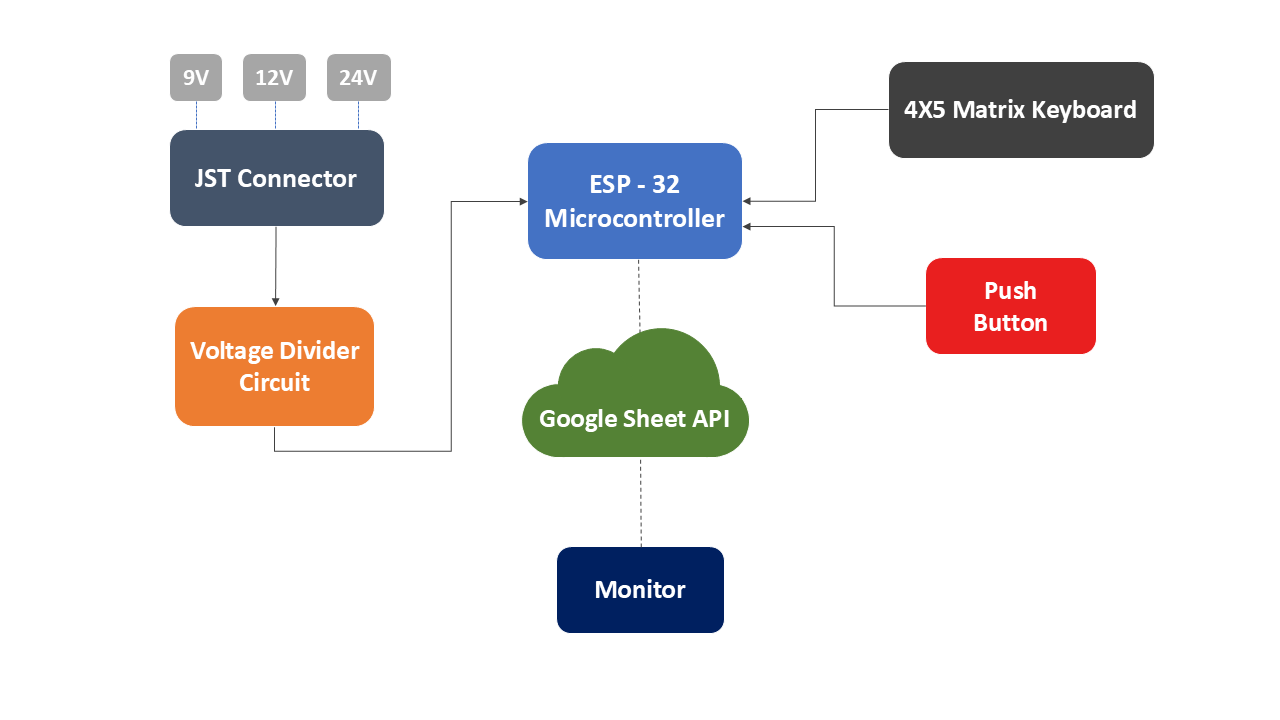 9V
12V
24V
JST Connector
Voltage Divider
Circuit
ESP - 32
Microcontroller
Google Sheet API
Monitor
4X5 Matrix Keyboard
Push
Button